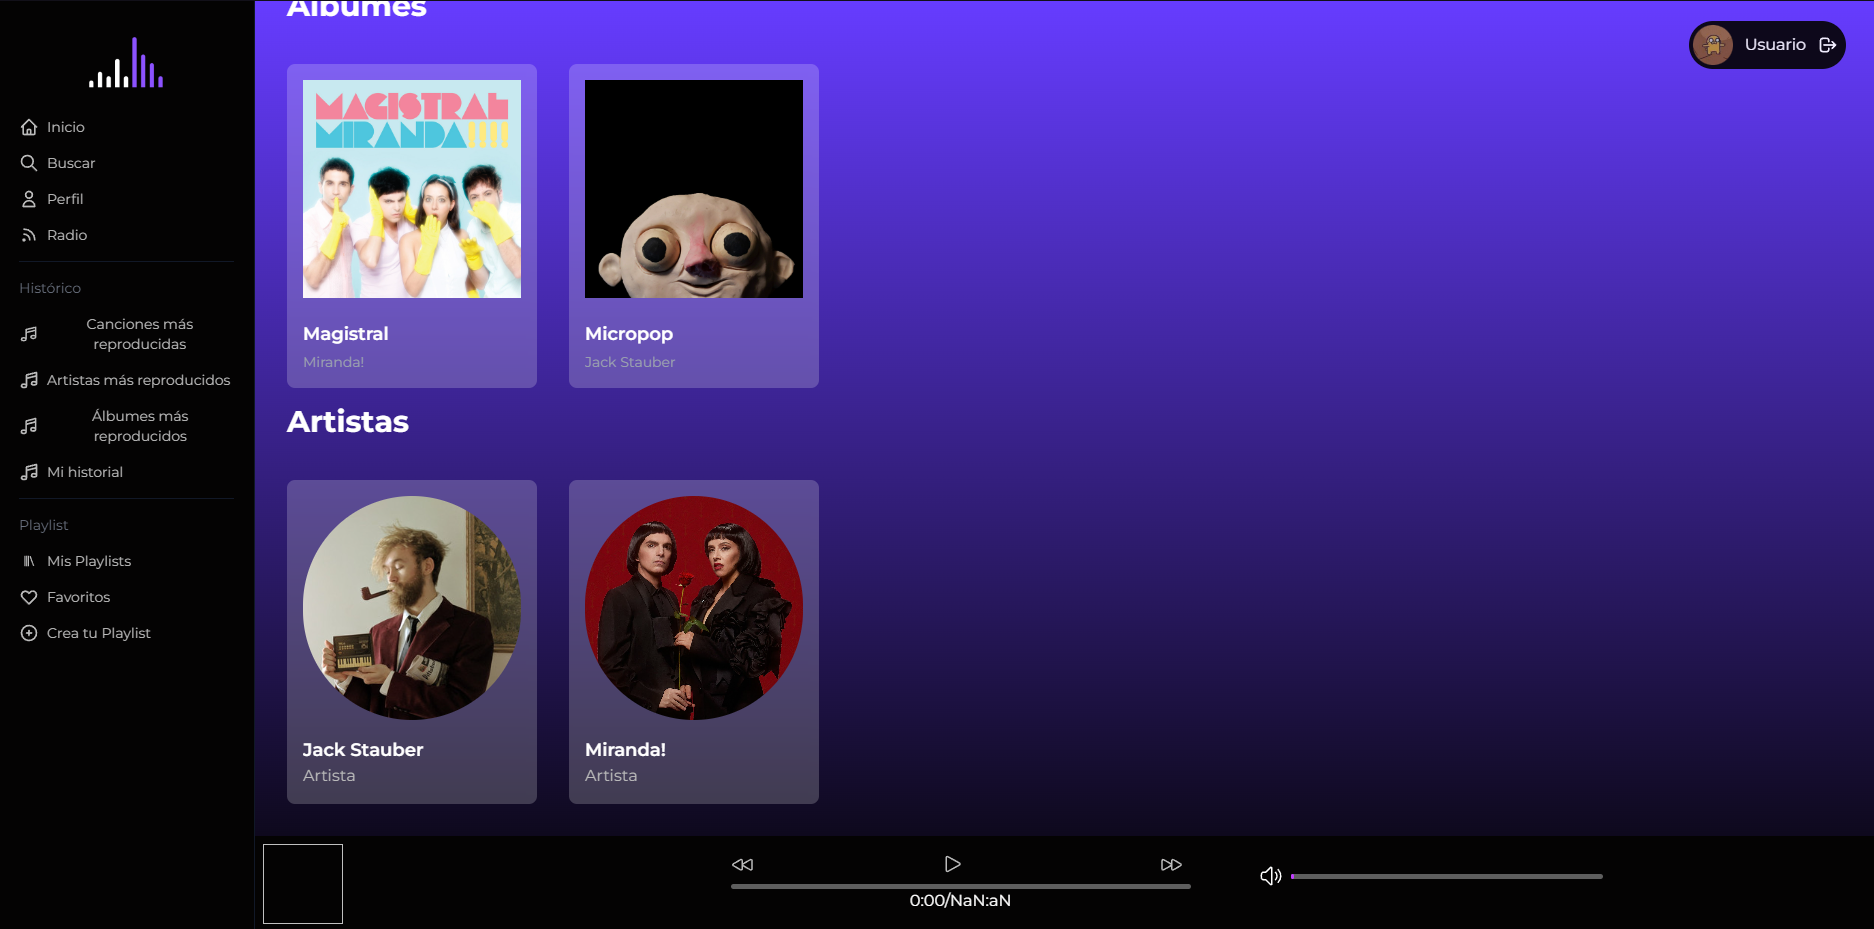 Inicio
Buscar
Perfil
Radio
Histórico
Canciones más
reproducidas
Artistas más reproducidos
Álbumes más
reproducidos
Mi historial
Playlist
Mis Playlists
Favoritos
Crea tu Playlist
Álbumes
Usuario
MAGISTRAL
MIRANDA!!!!
Magistral
Miranda!
Micropop
Jack Stauber
Artistas
Jack Stauber
Artista
Miranda!
Artista
0:00/NaN:aN